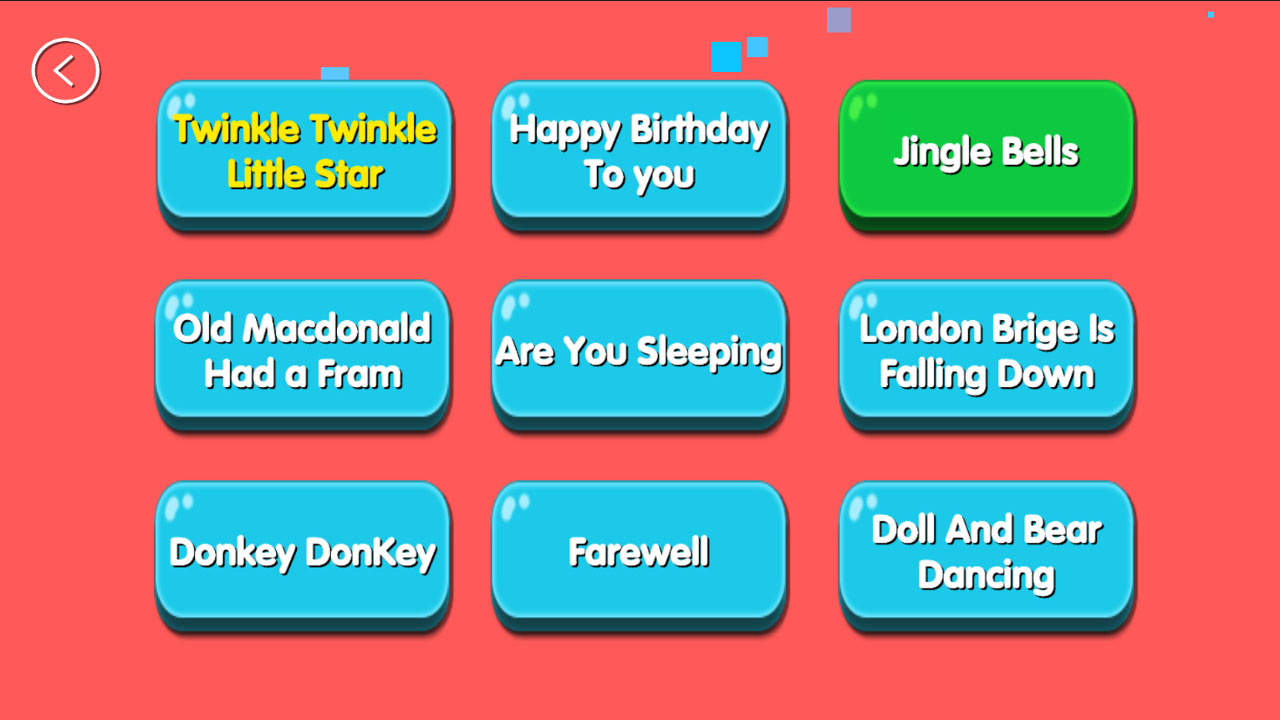 Twinkle Twinkle
Little Star
Happy Birthday
To you
Jingle Bells
Old Macdonald
Had a Fram
Are You Sleeping
London Brige Is
Falling Down
Donkey DonKey
Farewell
Doll And Bear
Dancing